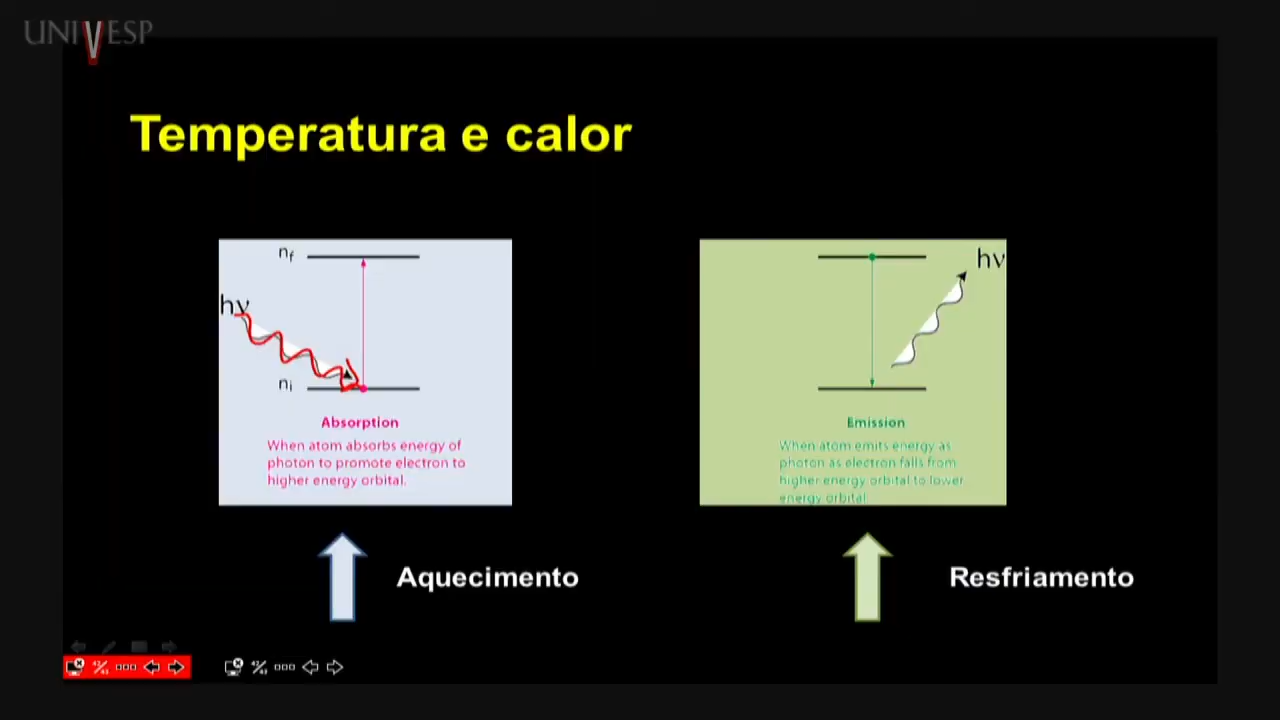 UNIVESP
Temperatura e calor
nf
hν
ni
Absorption
When atom absorbs energy of
photon to promote electron to
higher energy orbital.
hν
Emission
When atom emits energy as
photon as electron falls from
higher energy orbital to lower
energy orbital
Aquecimento
Resfriamento